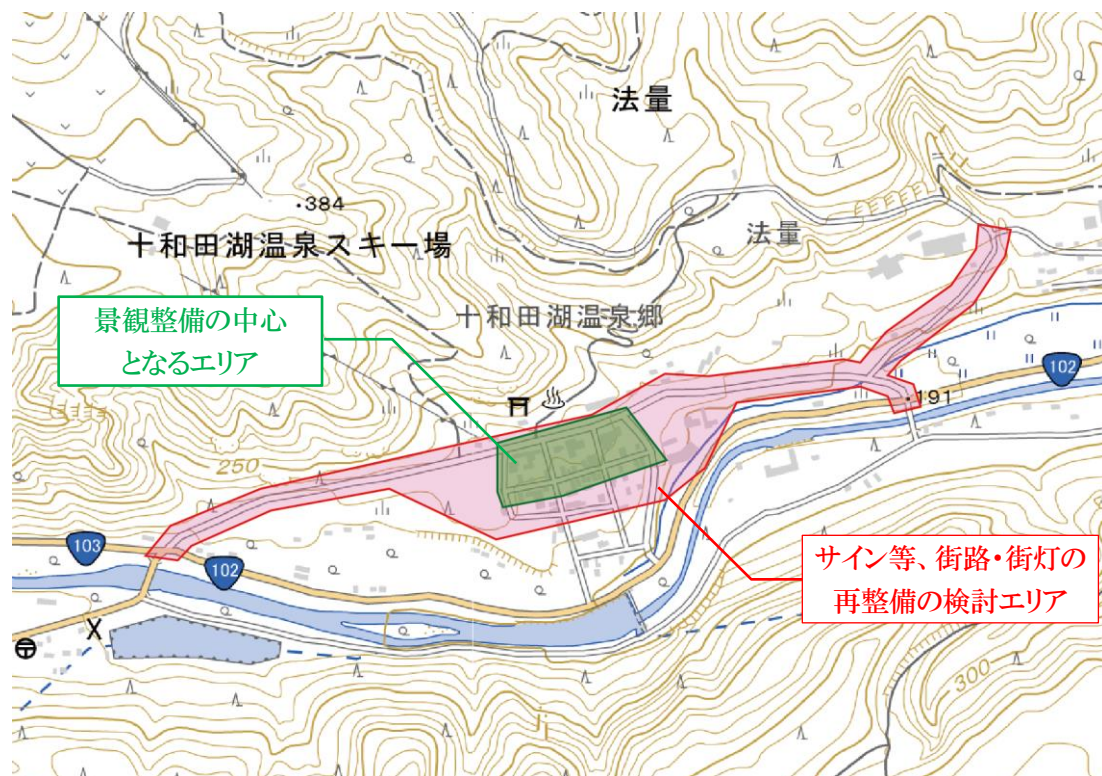 法量
・384
十和田湖温泉スキー場
法量
景観整備の中心
となるエリア
十和田湖温泉郷
102
・191
250
103
102
サイン等、街路・街灯の
再整備の検討エリア
300